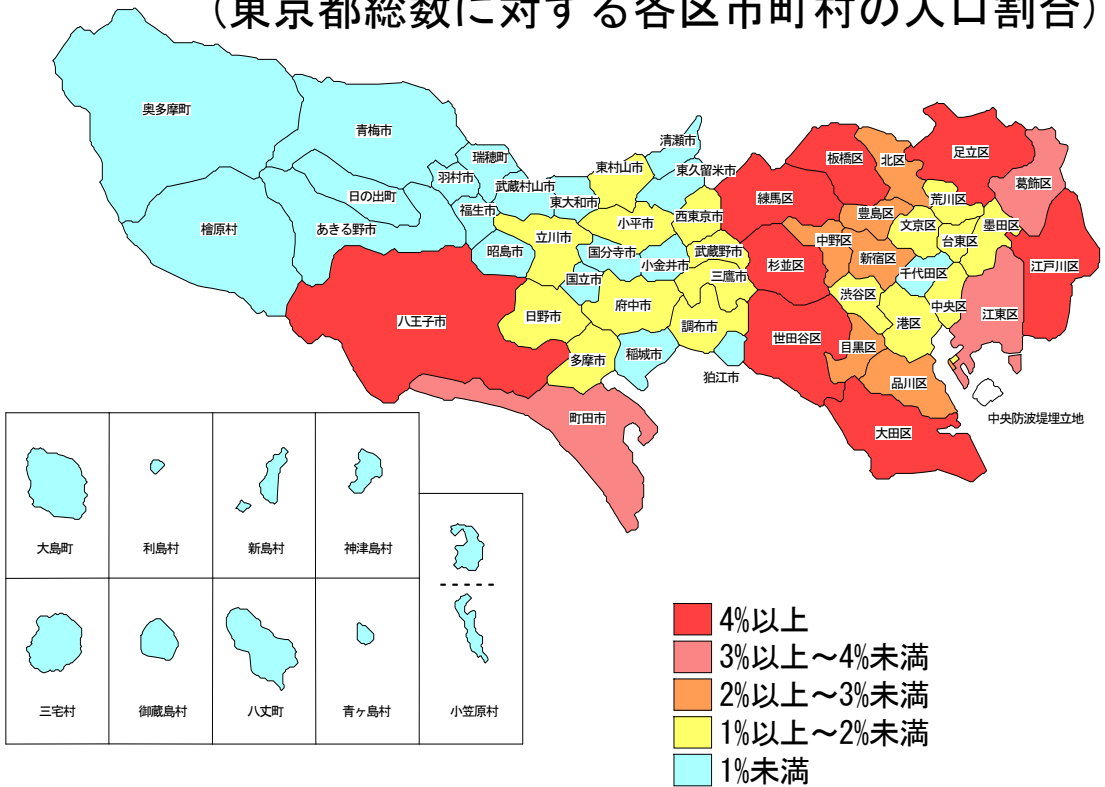 (東京都総数に対する各区市町村の人口割合)
奥多摩町
青梅市
瑞穂町
羽村市
日の出町
福生市
檜原村
あきる野市
昭島市
武蔵村山市
東大和市
東村山市
清瀬市
東久留米市
立川市
小平市
西東京市
国分寺市
小金井市
武蔵野市
三鷹市
国立市
八王子市
日野市
府中市
調布市
多摩市
稲城市
狛江市
町田市
板橋区
北区
足立区
葛飾区
練馬区
豊島区
荒川区
文京区
台東区
墨田区
中野区
新宿区
杉並区
千代田区
江戸川区
渋谷区
港区
中央区
江東区
世田谷区
目黒区
品川区
大田区
中央防波堤埋立地
大島町
利島村
新島村
神津島村
三宅村
御蔵島村
八丈町
青ヶ島村
小笠原村
4%以上
3%以上~4%未満
2%以上~3%未満
1%以上~2%未満
1%未満